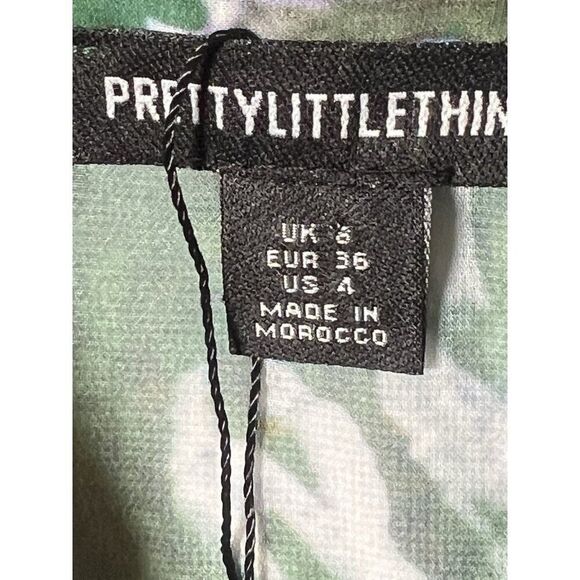 PRETTYLITTLETHIN
UK 8
EUR 36
US 4
MADE IN
MOROCCO